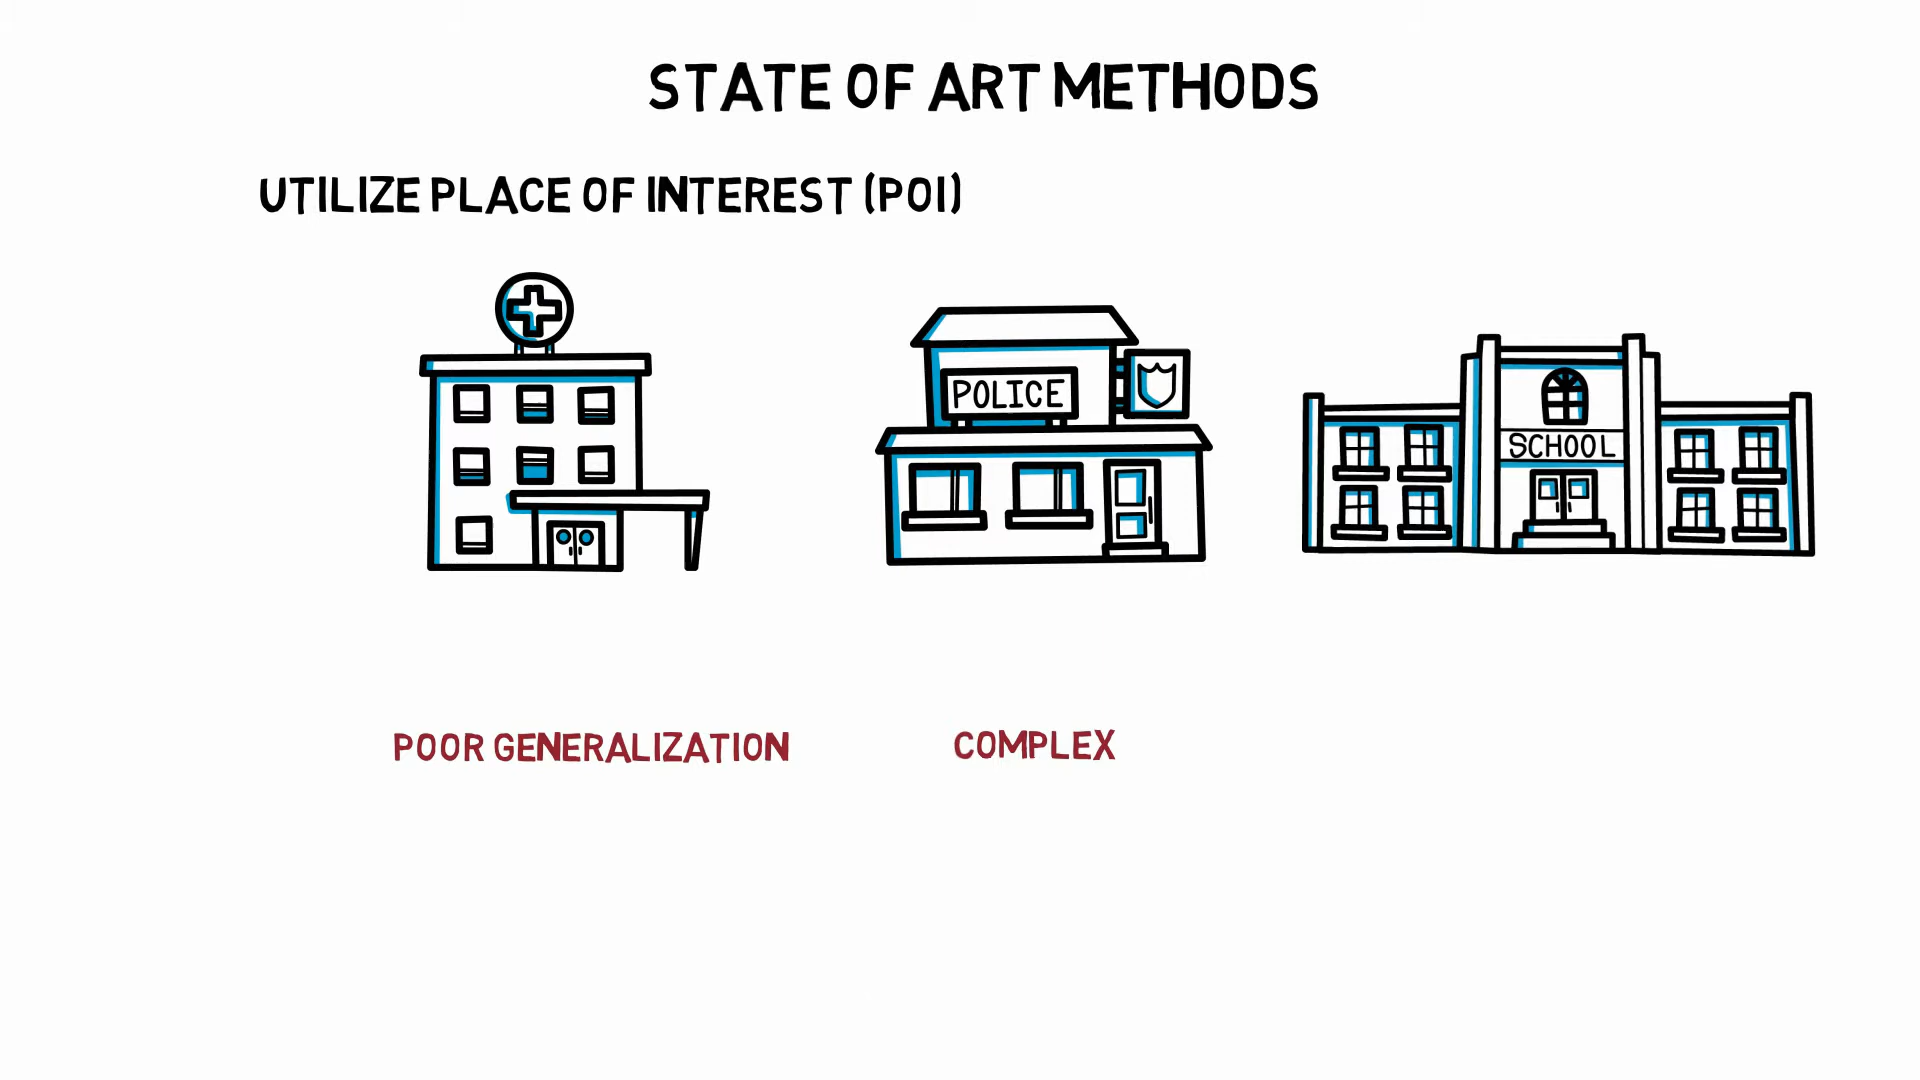 STATE OF ART METHODS
UTILIZE PLACE OF INTEREST (POI)
POLICE
SCHOOL
POOR GENERALIZATION
COMPLEX